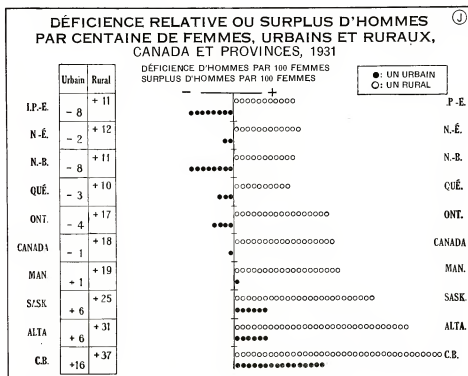 J
DÉFICIENCE RELATIVE OU SURPLUS D'HOMMES
PAR CENTAINE DE FEMMES, URBAINS ET RURAUX,
CANADA ET PROVINCES, 1931
DÉFICIENCE D'HOMMES PAR 100 FEMMES
SURPLUS D'HOMMES PAR 100 FEMMES
− +
●: UN URBAIN
○: UN RURAL
Urbain Rural
I.P.-E. − 8 + 11 .P-E.
N.-É. − 2 + 12 N.-É.
N.-B. − 8 + 11 N.-B.
QUÉ. − 3 + 10 QUÉ.
ONT. − 4 + 17 ONT.
CANADA − 1 + 18 CANADA
MAN + 1 + 19 MAN.
SASK + 6 + 25 SASK.
ALTA + 6 + 31 ALTA.
C.B. +16 +37 C.B.